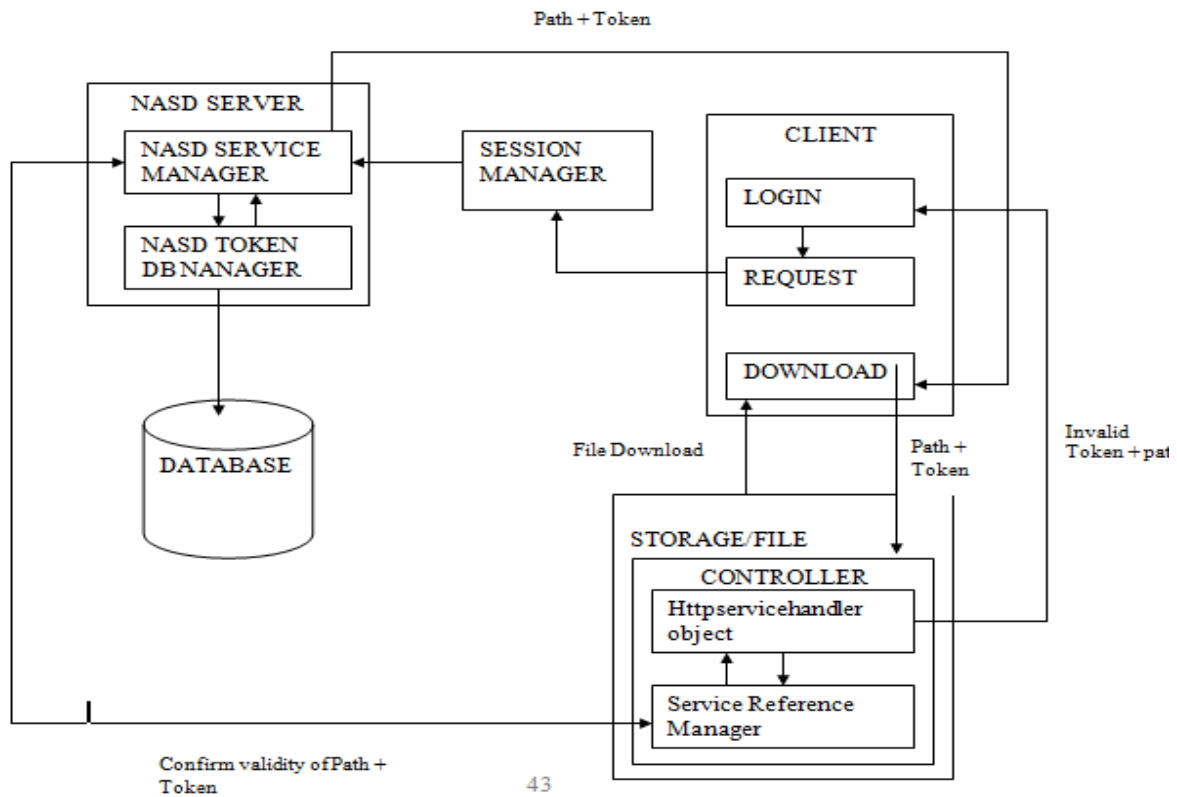 Path + Token
NASD SERVER
NASD SERVICE
MANAGER
NASD TOKEN
DB NANAGER
DATABASE
SESSION
MANAGER
CLIENT
LOGIN
REQUEST
DOWNLOAD
File Download
Path +
Token
Invalid
Token + pat
STORAGE/FILE
CONTROLLER
Httpservicehandler
object
Service Reference
Manager
Confirm validity of Path +
Token
43